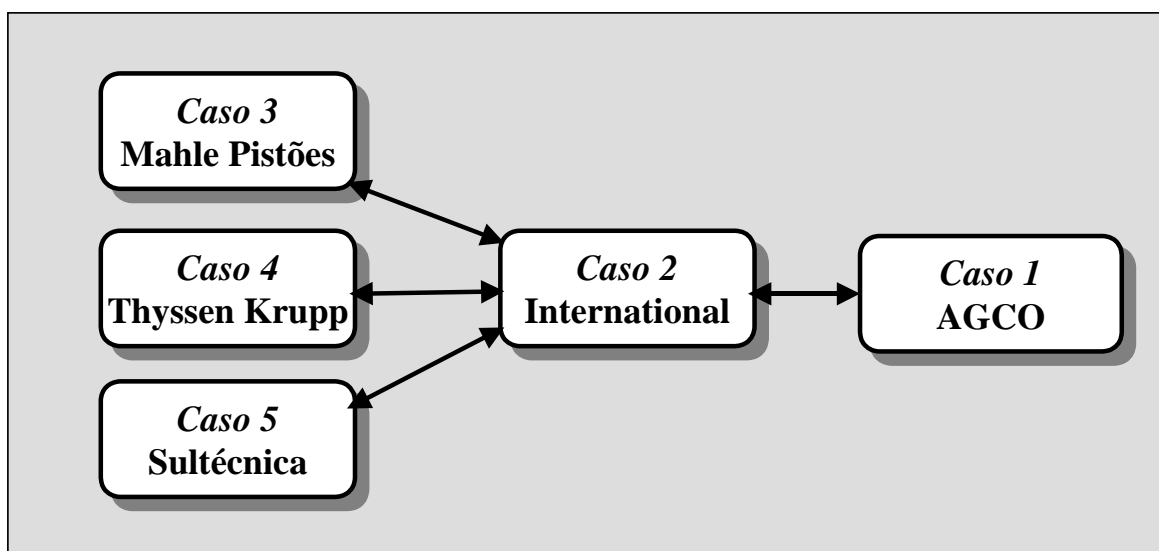 Caso 3
Mahle Pistões
Caso 4
Thyssen Krupp
Caso 5
Sultécnica
Caso 2
International
Caso 1
AGCO